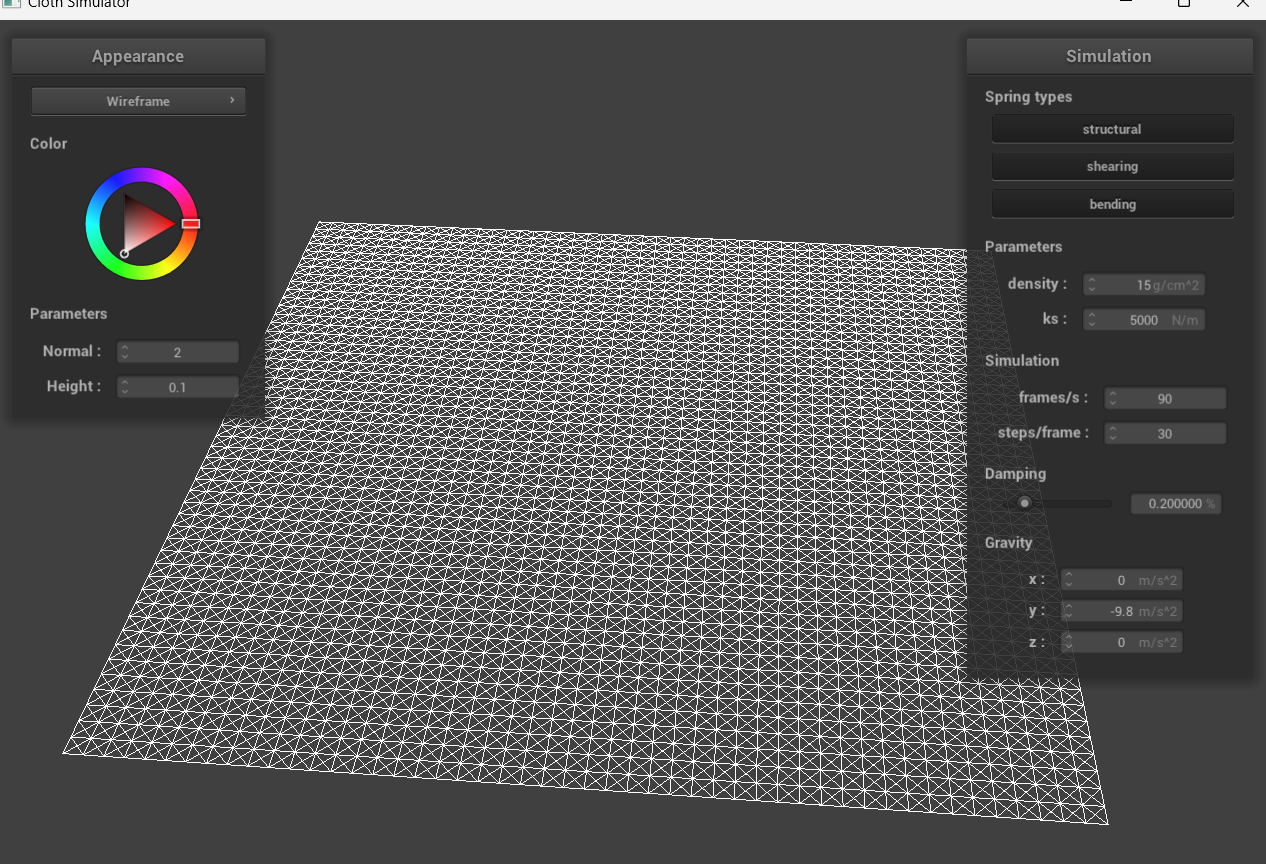 Cloth Simulator
Appearance
Wireframe
Color
Parameters
Normal : 2
Height : 0.1
Simulation
Spring types
structural
shearing
bending
Parameters
density : 15 g/cm^2
ks : 5000 N/m
Simulation
frames/s : 90
steps/frame : 30
Damping
0.200000 %
Gravity
x : 0 m/s^2
y : -9.8 m/s^2
z : 0 m/s^2